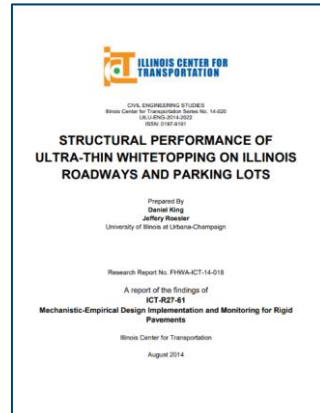 ILLINOIS CENTER FOR
TRANSPORTATION
CIVIL ENGINEERING STUDIES
Illinois Center for Transportation Series No. 14-020
UILU-ENG-2014-2022
ISSN: 0197-9191
STRUCTURAL PERFORMANCE OF
ULTRA-THIN WHITETOPPING ON ILLINOIS
ROADWAYS AND PARKING LOTS
Prepared By
Daniel King
Jeffery Roesler
University of Illinois at Urbana-Champaign
Research Report No. FHWA-ICT-14-018
A report of the findings of
ICT-R27-61
Mechanistic-Empirical Design Implementation and Monitoring for Rigid
Pavements
Illinois Center for Transportation
August 2014